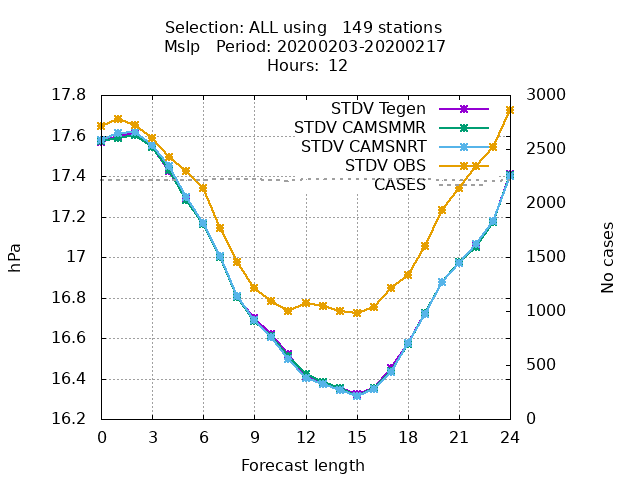 Selection: ALL using   149 stations
Mslp   Period: 20200203-20200217
Hours: 12
17.8
17.6
17.4
17.2
17
16.8
16.6
16.4
16.2
3000
2500
2000
1500
1000
500
0
STDV Tegen
STDV CAMSMMR
STDV CAMSNRT
STDV OBS
CASES
hPa
No cases
0 3 6 9 12 15 18 21 24
Forecast length